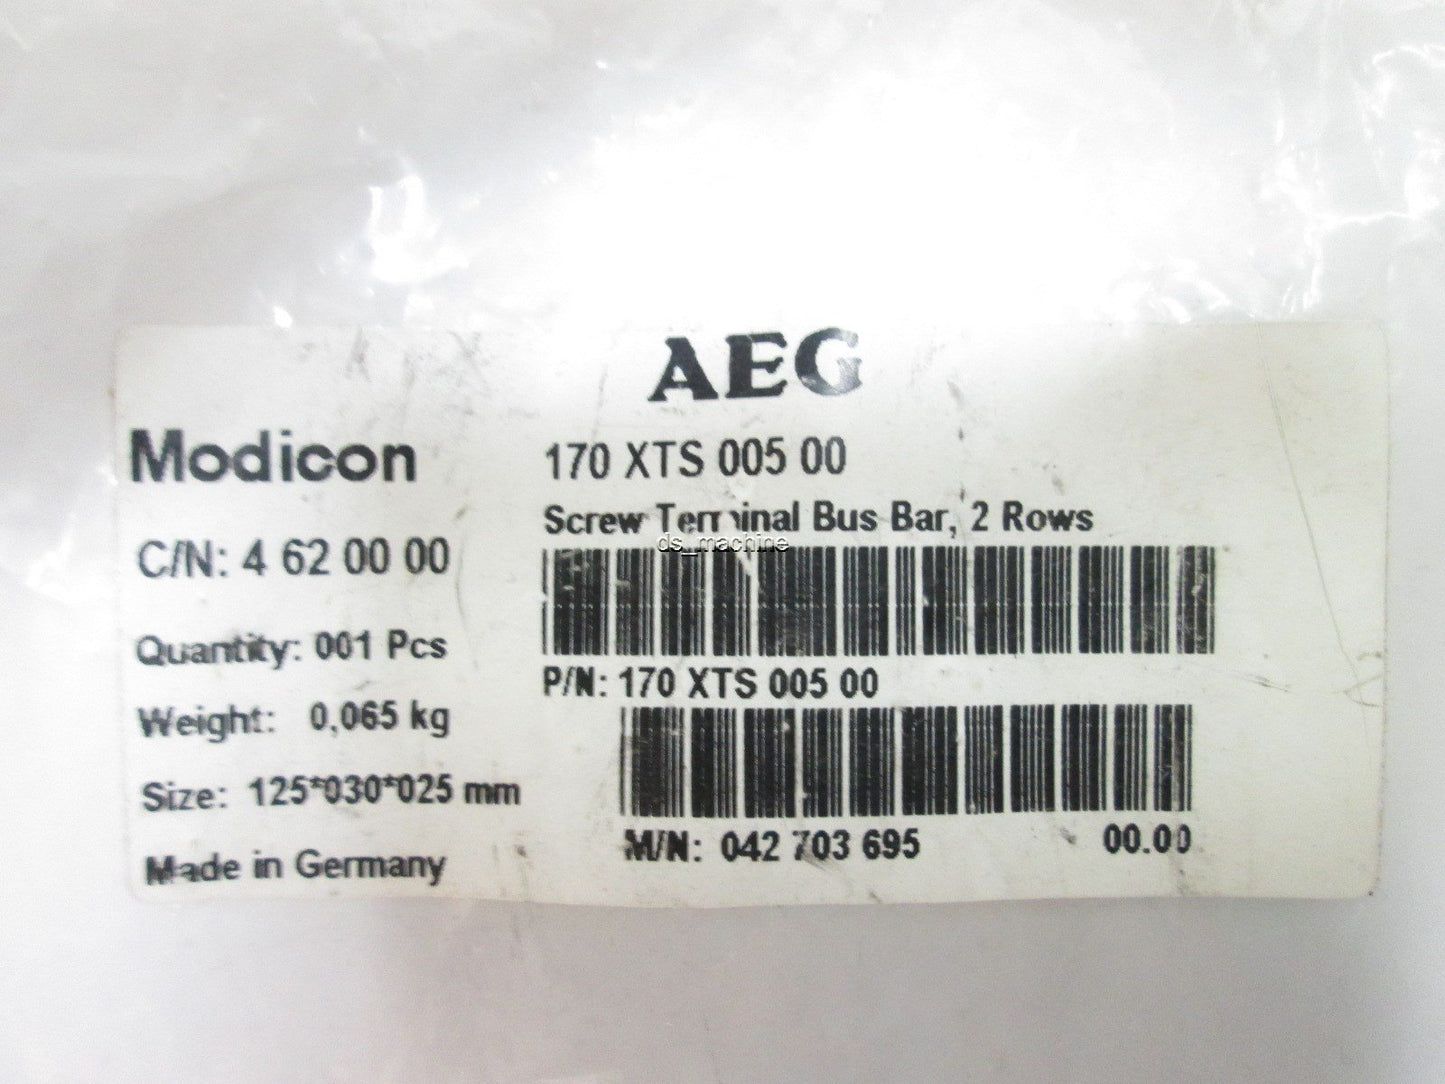 AEG
Modicon
170 XTS 005 00
Screw Terminal Bus Bar, 2 Rows
ds_machine
C/N: 4 62 00 00
Quantity: 001 Pcs
P/N: 170 XTS 005 00
Weight: 0,065 kg
Size: 125*030*025 mm
M/N: 042 703 695 00.00
Made in Germany